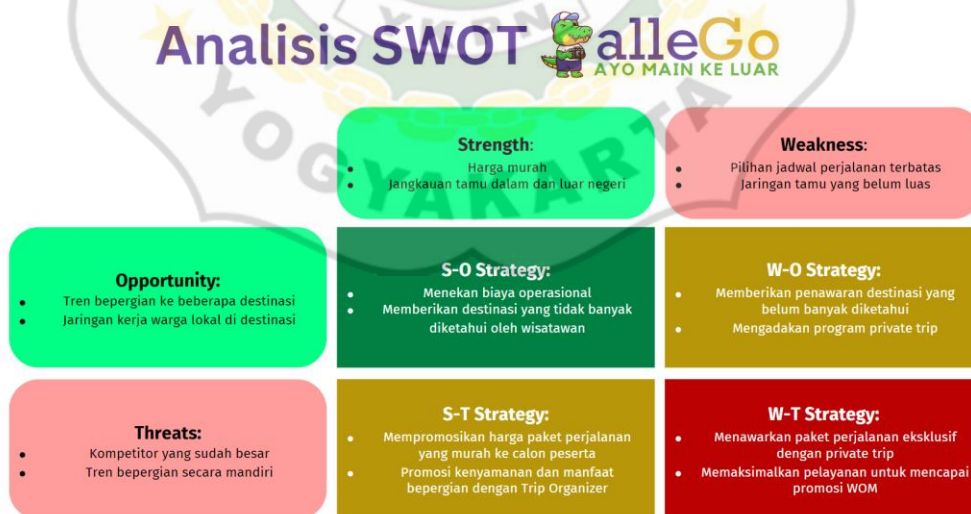 YKPN
YOGYAKARTA
Analisis SWOT
alleGo
AYO MAIN KE LUAR
Strength:
• Harga murah
• Jangkauan tamu dalam dan luar negeri
Weakness:
• Pilihan jadwal perjalanan terbatas
• Jaringan tamu yang belum luas
Opportunity:
• Tren bepergian ke beberapa destinasi
• Jaringan kerja warga lokal di destinasi
S-O Strategy:
• Menekan biaya operasional
• Memberikan destinasi yang tidak banyak
diketahui oleh wisatawan
W-O Strategy:
• Memberikan penawaran destinasi yang
belum banyak diketahui
• Mengadakan program private trip
Threats:
• Kompetitor yang sudah besar
• Tren bepergian secara mandiri
S-T Strategy:
• Mempromosikan harga paket perjalanan
yang murah ke calon peserta
• Promosi kenyamanan dan manfaat
bepergian dengan Trip Organizer
W-T Strategy:
• Menawarkan paket perjalanan eksklusif
dengan private trip
• Memaksimalkan pelayanan untuk mencapai
promosi WOM